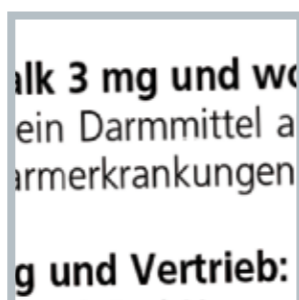 alk 3 mg und wo
ein Darmmittel a
armerkrankungen
g und Vertrieb: